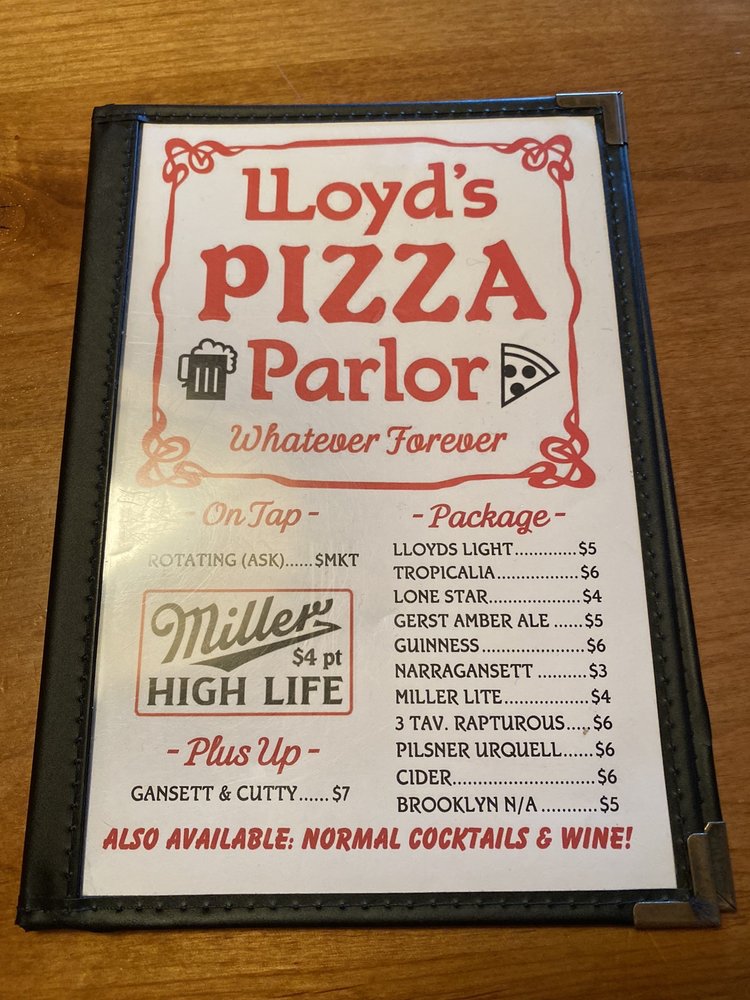 LLoyd's
PIZZA
Parlor
Whatever Forever
- On Tap -
ROTATING (ASK)......$MKT
Miller
$4 pt
HIGH LIFE
- Plus Up -
GANSETT & CUTTY......$7
- Package -
LLOYDS LIGHT.............$5
TROPICALIA.................$6
LONE STAR..................$4
GERST AMBER ALE ......$5
GUINNESS.....................$6
NARRAGANSETT ..........$3
MILLER LITE.................$4
3 TAV. RAPTUROUS.....$6
PILSNER URQUELL......$6
CIDER.............................$6
BROOKLYN N/A ...........$5
ALSO AVAILABLE: NORMAL COCKTAILS & WINE!